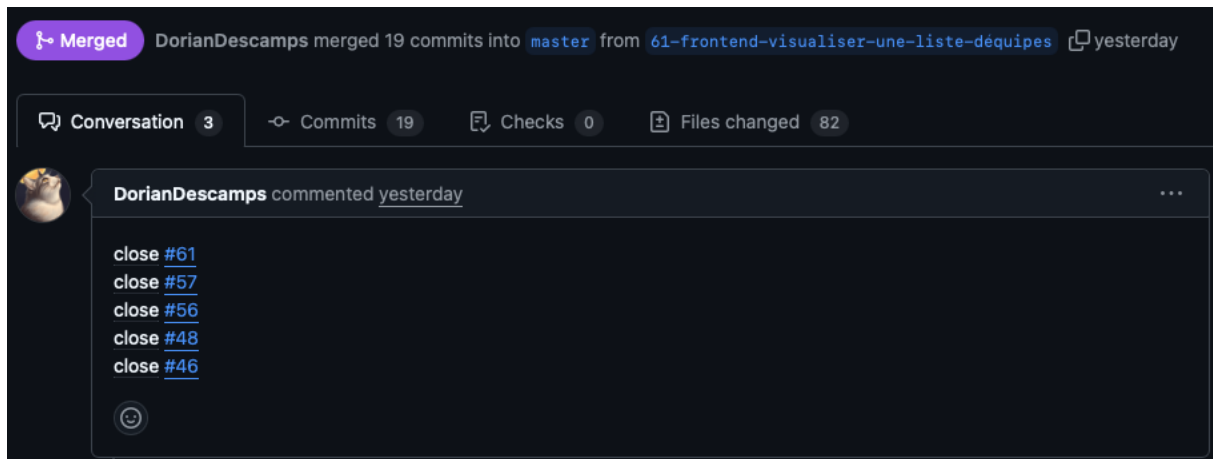 Merged DorianDescamps merged 19 commits into master from 61-frontend-visualiser-une-liste-déquipes yesterday
Conversation 3 Commits 19 Checks 0 Files changed 82
DorianDescamps commented yesterday
close #61
close #57
close #56
close #48
close #46